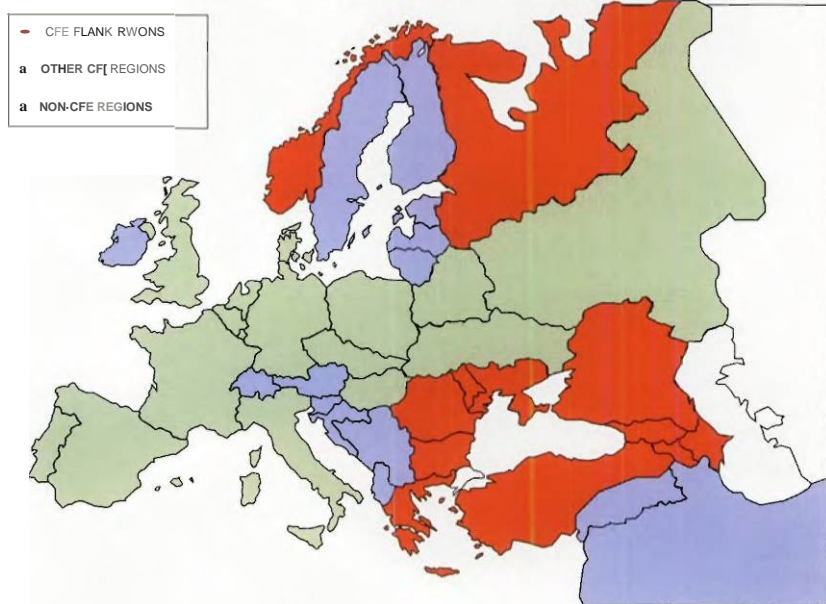 CFE FLANK RWONS
a OTHER CF[ REGIONS
a NON-CFE REGIONS